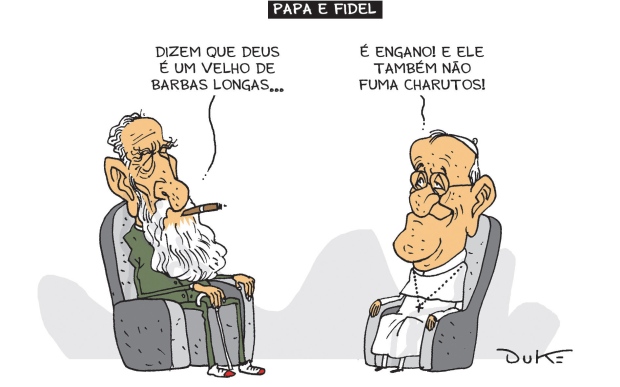 PAPA E FIDEL
DIZEM QUE DEUS
É UM VELHO DE
BARBAS LONGAS...
É ENGANO! E ELE
TAMBÉM NÃO
FUMA CHARUTOS!
DUKE